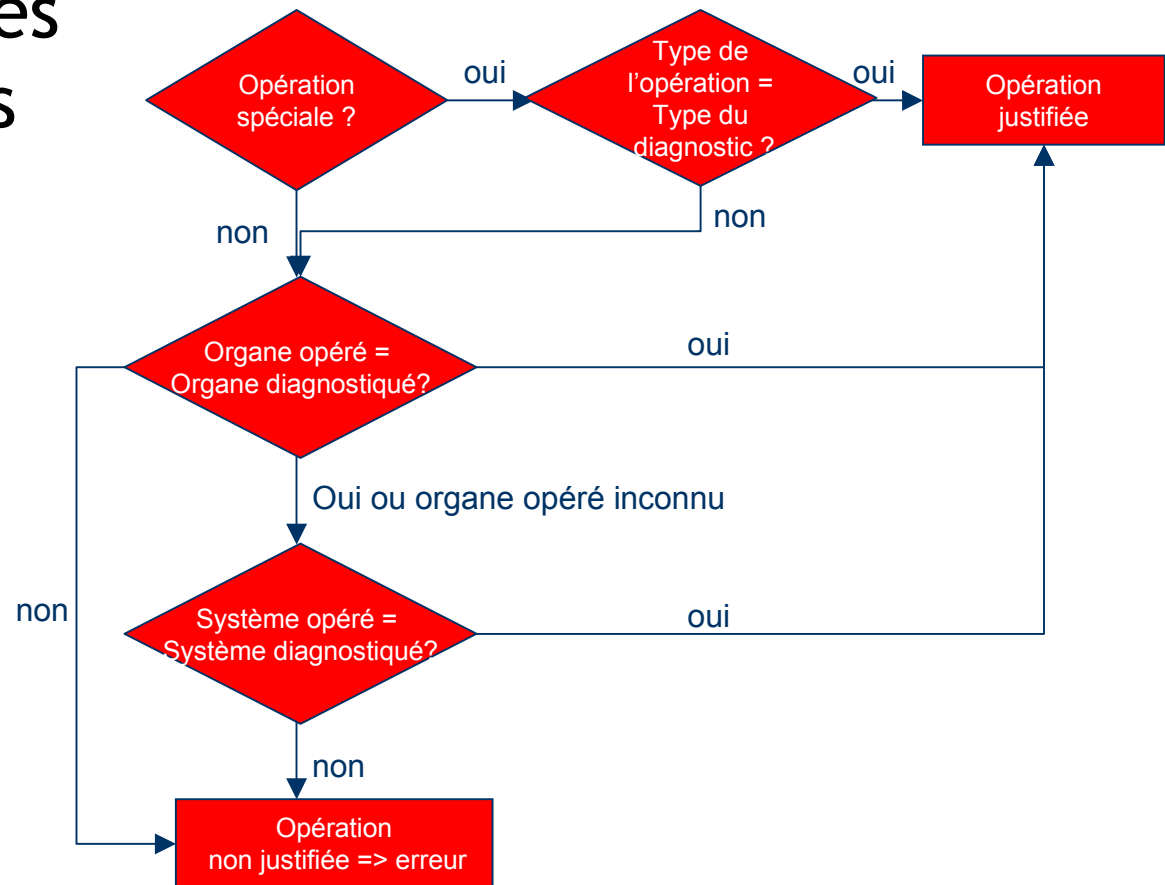 es
s
Opération
spéciale ?
oui
Type de
l'opération =
Type du
diagnostic ?
oui
Opération
justifiée
non
non
Organe opéré =
Organe diagnostiqué?
oui
Oui ou organe opéré inconnu
non
Système opéré =
Système diagnostiqué?
oui
non
Opération
non justifiée => erreur